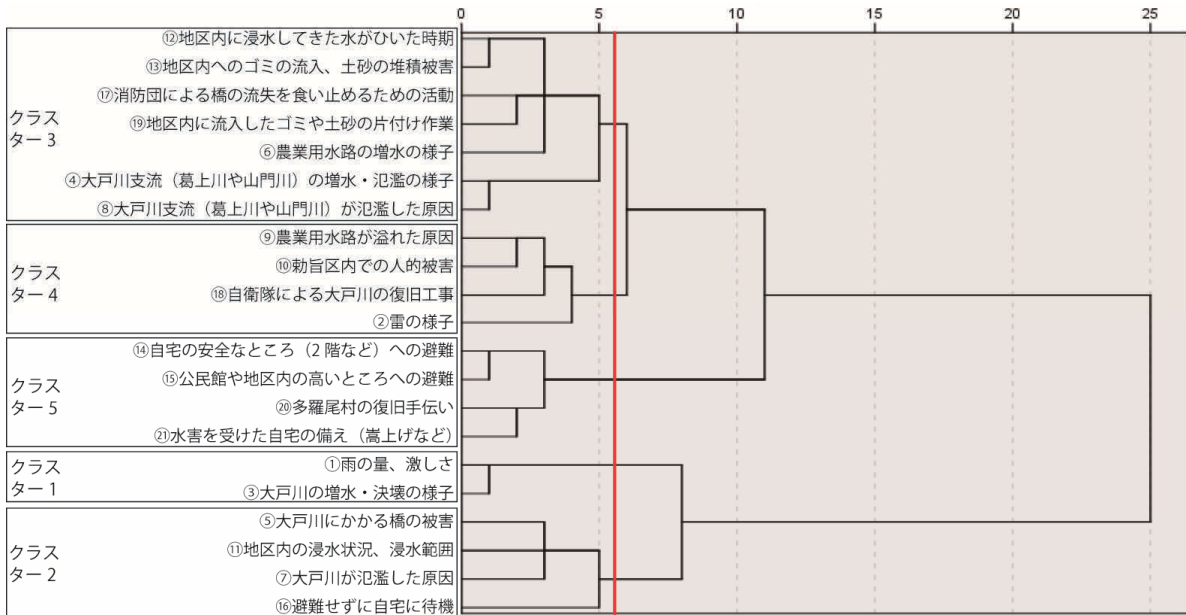 0 5 10 15 20 25
クラス
ター 3
⑫地区内に浸水してきた水がひいた時期
⑬地区内へのゴミの流入、土砂の堆積被害
⑰消防団による橋の流失を食い止めるための活動
⑲地区内に流入したゴミや土砂の片付け作業
⑥農業用水路の増水の様子
④大戸川支流（葛上川や山門川）の増水・氾濫の様子
⑧大戸川支流（葛上川や山門川）が氾濫した原因
クラス
ター 4
⑨農業用水路が溢れた原因
⑩勅旨区内での人的被害
⑱自衛隊による大戸川の復旧工事
②雷の様子
クラス
ター 5
⑭自宅の安全なところ（2 階など）への避難
⑮公民館や地区内の高いところへの避難
⑳多羅尾村の復旧手伝い
㉑水害を受けた自宅の備え（嵩上げなど）
クラス
ター 1
①雨の量、激しさ
③大戸川の増水・決壊の様子
クラス
ター 2
⑤大戸川にかかる橋の被害
⑪地区内の浸水状況、浸水範囲
⑦大戸川が氾濫した原因
⑯避難せずに自宅に待機